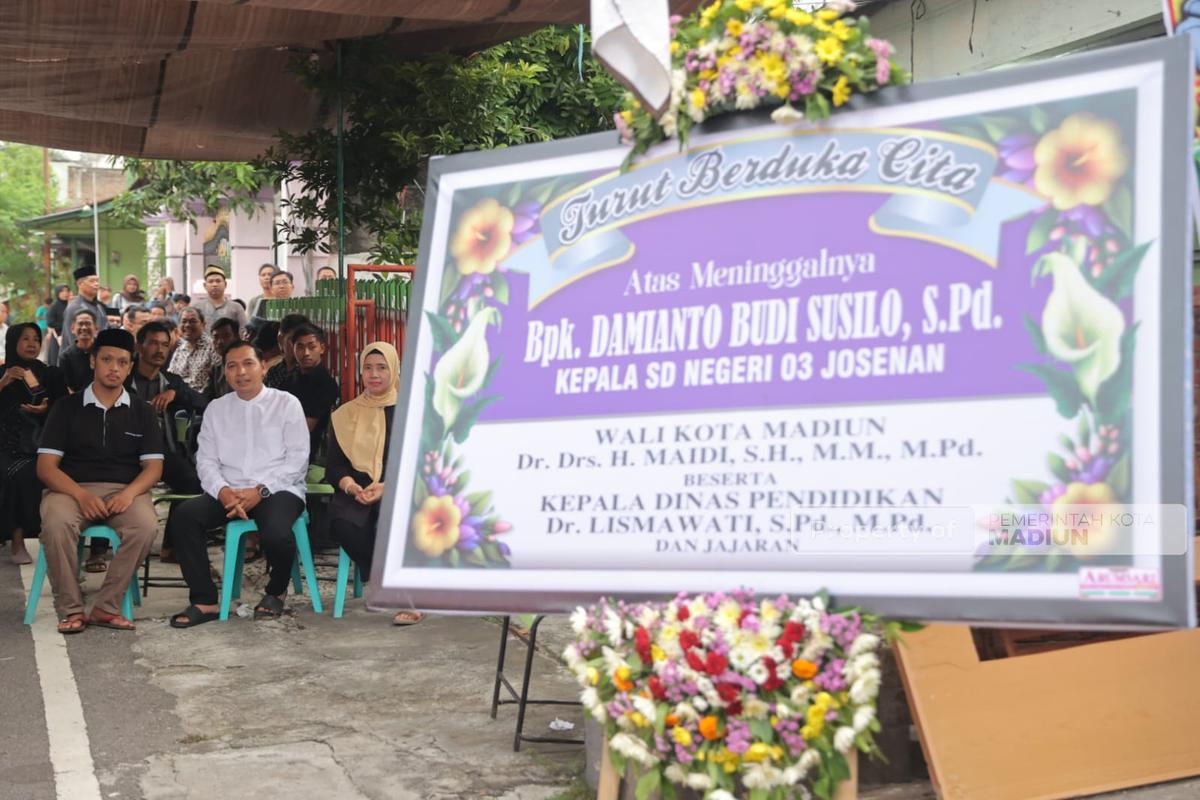 Turut Berduka Cita
Atas Meninggalnya
Bpk. DAMIANTO BUDI SUSILO, S.Pd.
KEPALA SD NEGERI 03 JOSENAN
WALI KOTA MADIUN
Dr. Drs. H. MAIDI, S.H., M.M., M.Pd.
BESERTA
KEPALA DINAS PENDIDIKAN
Dr. LISMAWATI, S.Pd., M.Pd.
DAN JAJARAN
Property of
PEMERINTAH KOTA
MADIUN
ARUMSARI